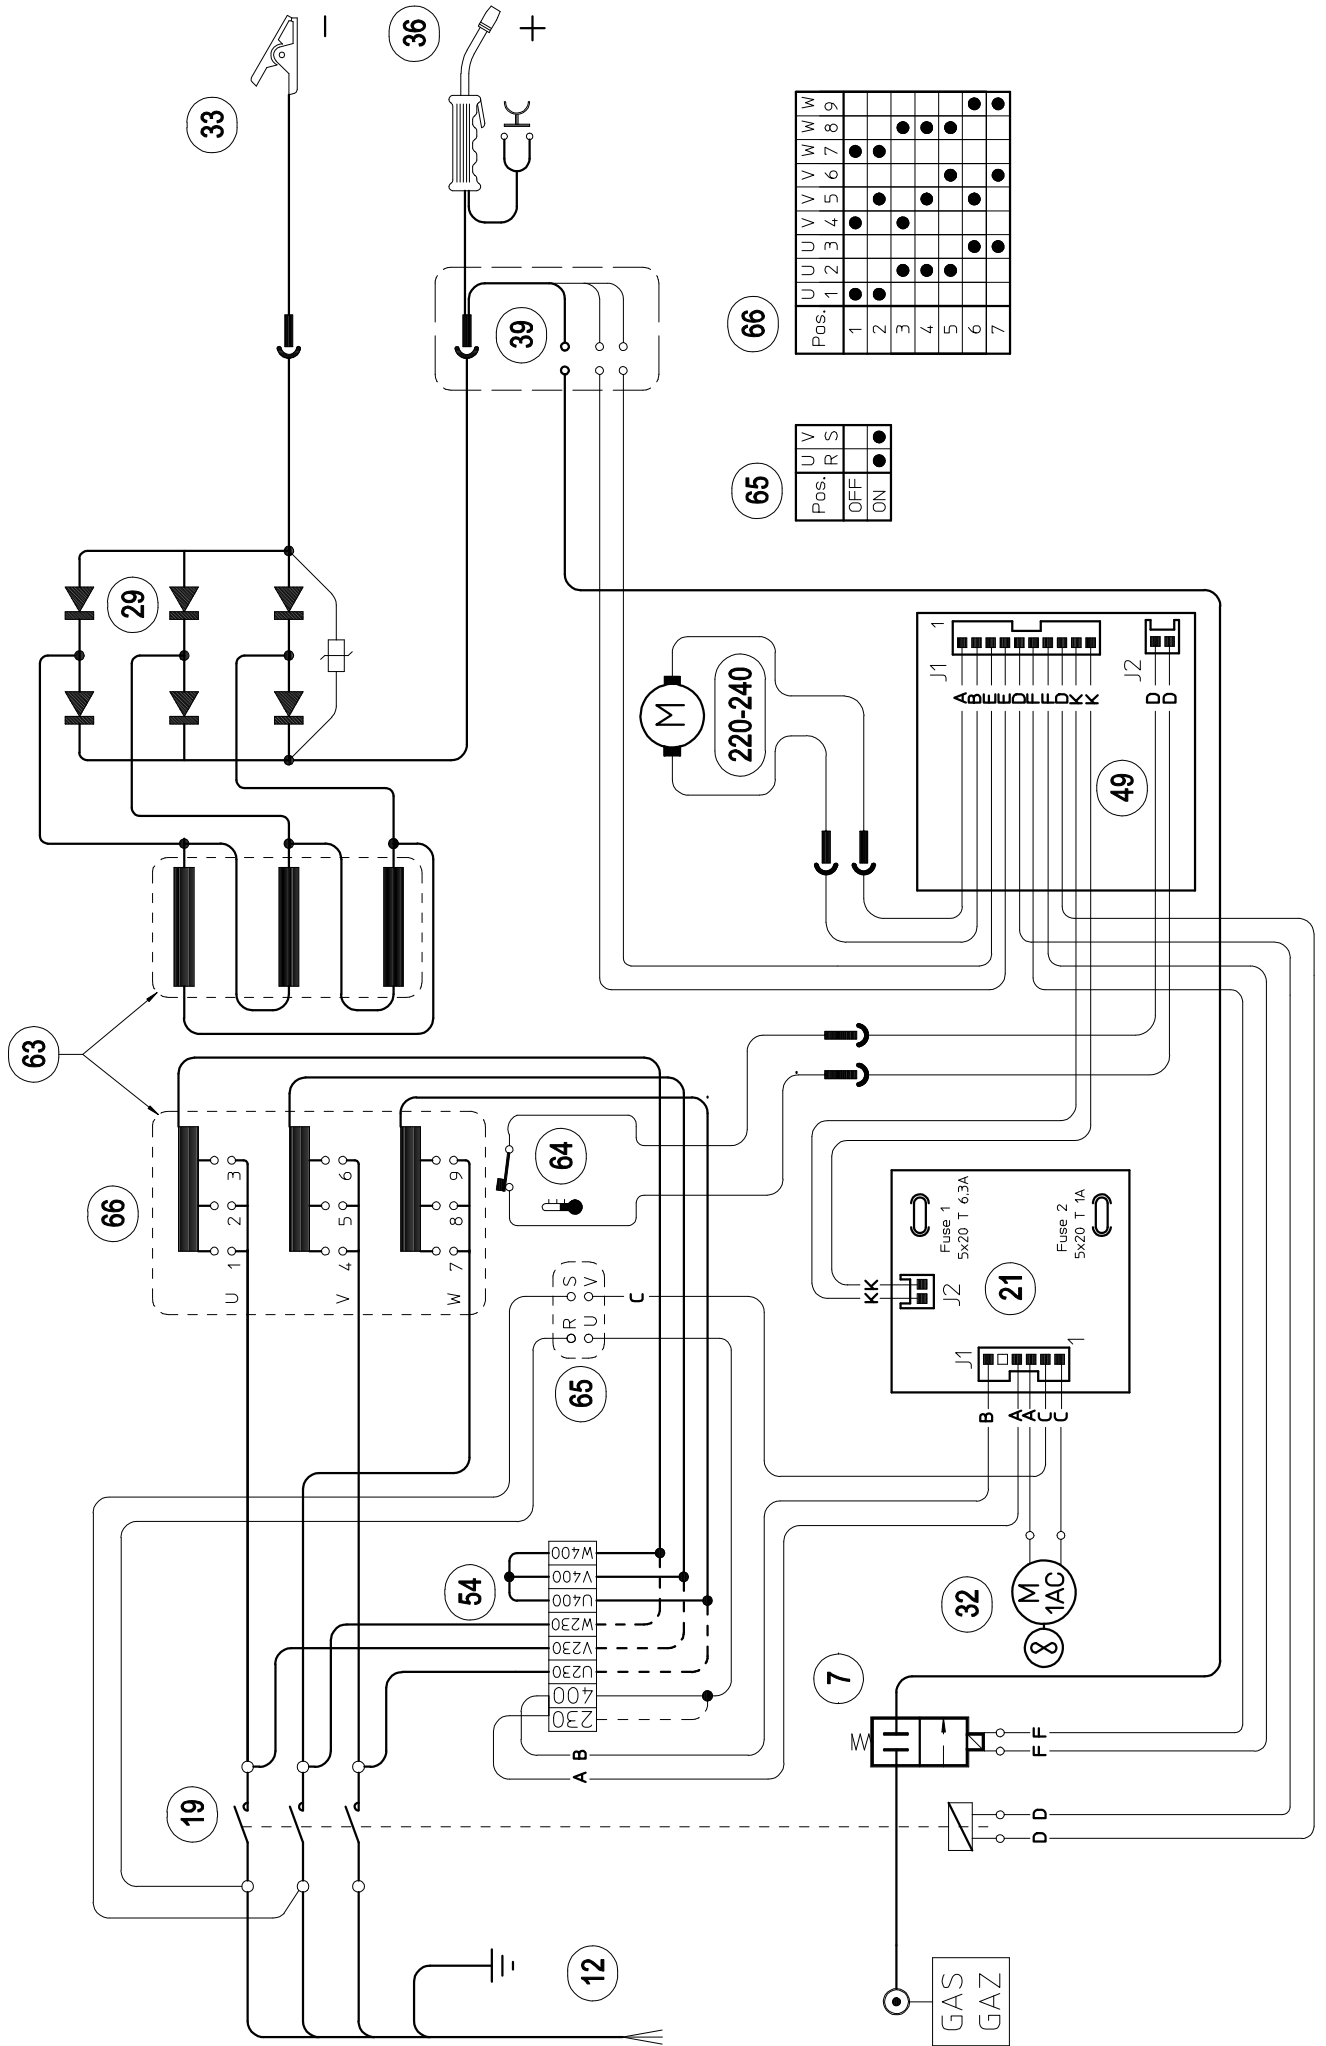 33
−
36
+
29
39
66
Pos. U U U V V V W W W
1 2 3 4 5 6 7 8 9
1
2
3
4
5
6
7
65
Pos. U V
R S
OFF
ON
63
66
U 1 2 3
V 4 5 6
W 7 8 9
64
65
R S
U V
C
M
220-240
J1
1
A
B
E
E
D
F
F
D
K
K
J2
D
D
49
21
Fuse 1
5x20 T 6.3A
Fuse 2
5x20 T 1A
KK
J2
J1
1
B
A
A
C
C
54
230
400
U230
V230
W230
U400
V400
W400
A
B
32
M
1AC
7
F
F
D
D
19
12
GAS
GAZ